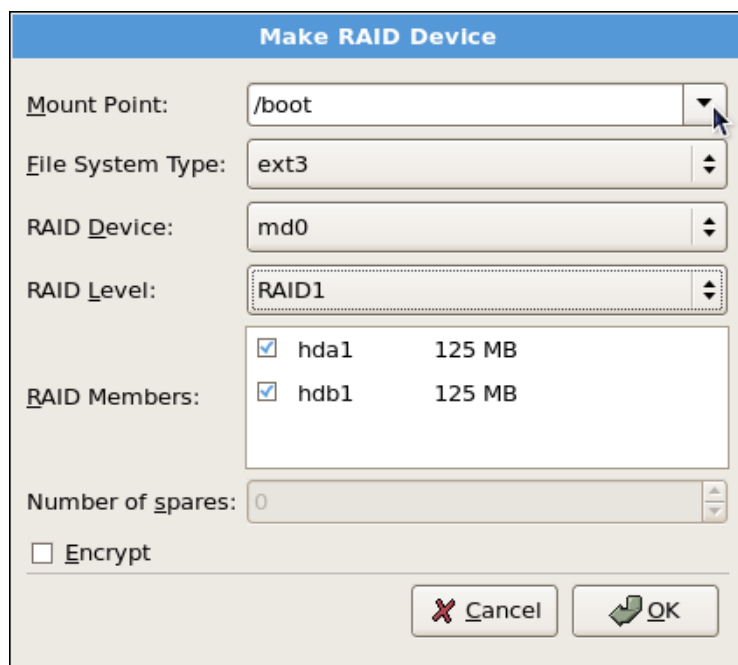 Make RAID Device
Mount Point: /boot
File System Type: ext3
RAID Device: md0
RAID Level: RAID1
hda1 125 MB
RAID Members:
hdb1 125 MB
Number of spares: 0
Encrypt
Cancel OK